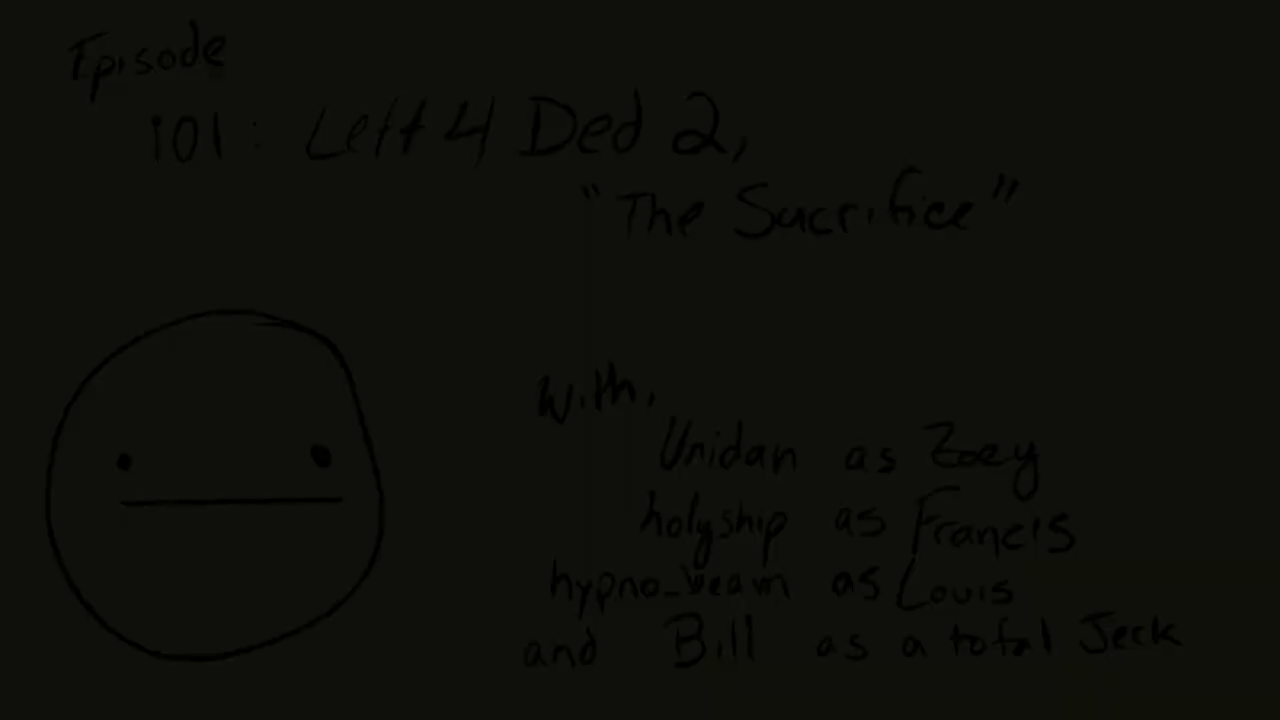 Episode
101: Left 4 Ded 2,
"The Sacrifice"
With,
Unidan as Zoey
holyship as Francis
hypno_beam as Louis
and Bill as a total Jeck